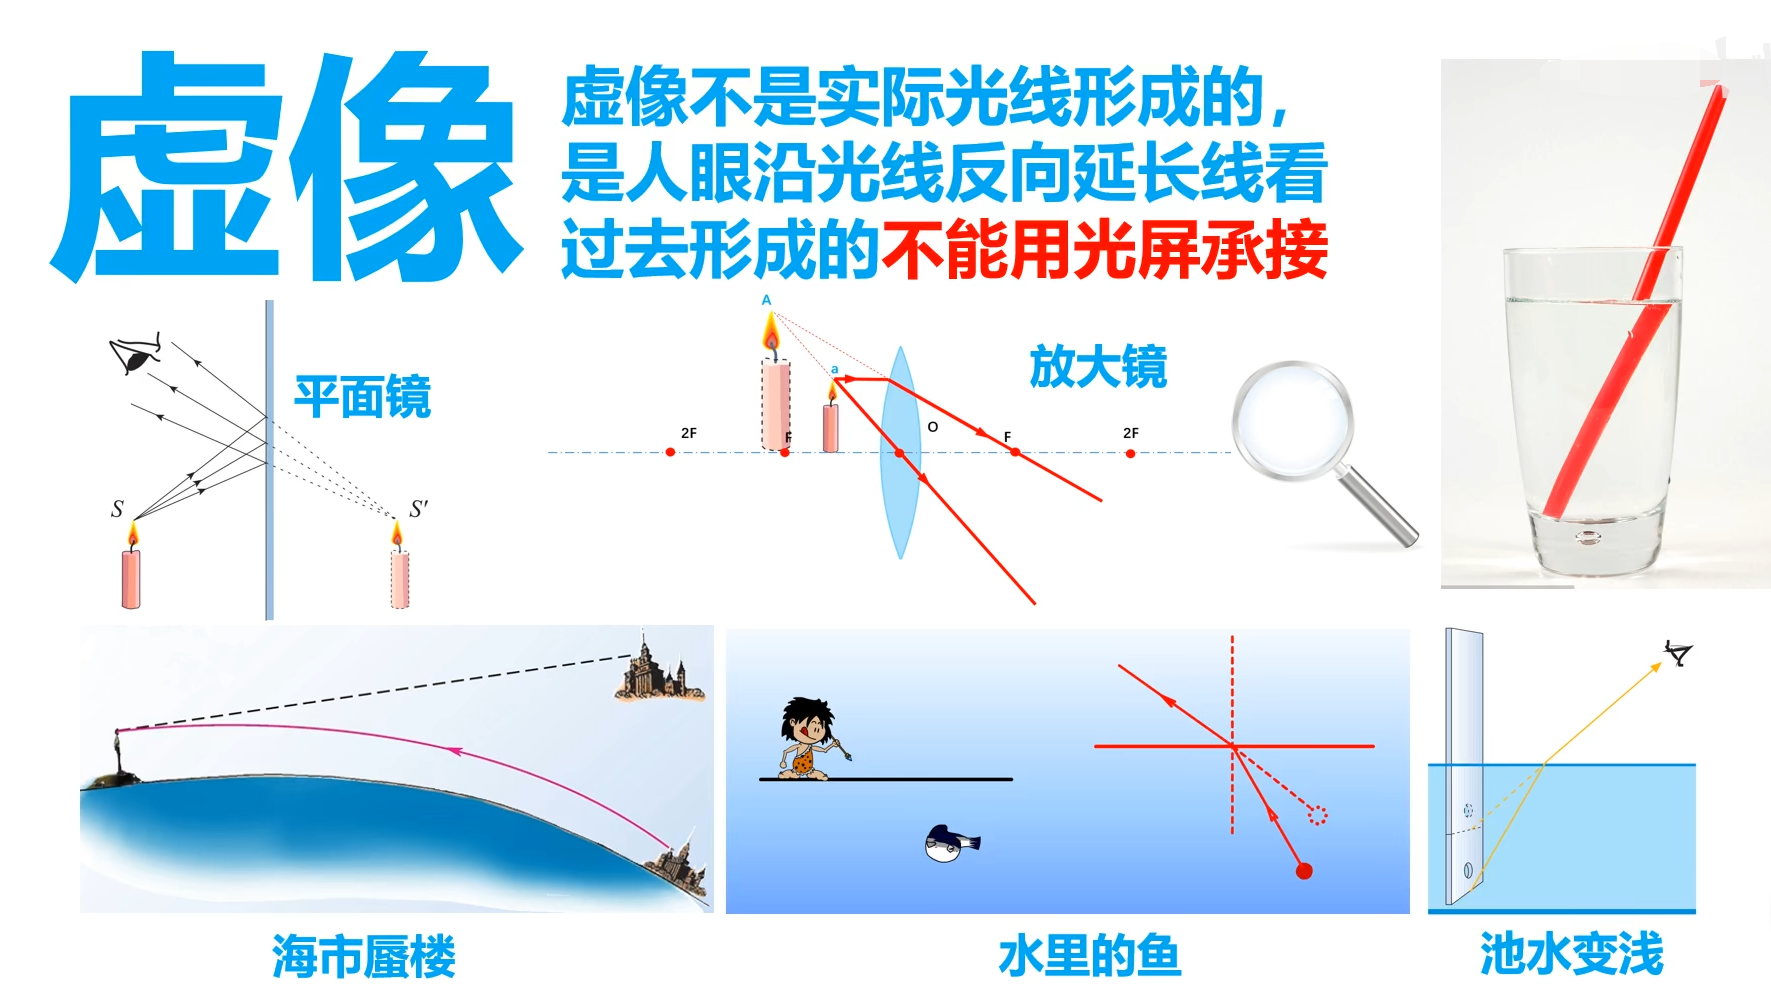 虚像
虚像不是实际光线形成的，
是人眼沿光线反向延长线看
过去形成的不能用光屏承接
平面镜
S
S'
A
a
放大镜
2F
F
O
F
2F
海市蜃楼
水里的鱼
池水变浅